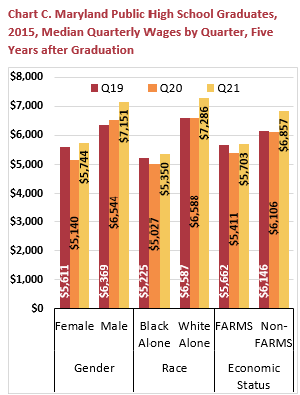 Chart C. Maryland Public High School Graduates,
2015, Median Quarterly Wages by Quarter, Five
Years after Graduation
$8,000
$7,000
$6,000
$5,000
$4,000
$3,000
$2,000
$1,000
$0
Q19 Q20 Q21
$5,611 $5,140 $5,744
$6,369 $6,544 $7,151
$5,225 $5,027 $5,350
$6,587 $6,588 $7,286
$5,662 $5,411 $5,703
$6,146 $6,106 $6,857
Female Male Black White FARMS Non-
Alone Alone FARMS
Gender Race Economic
Status